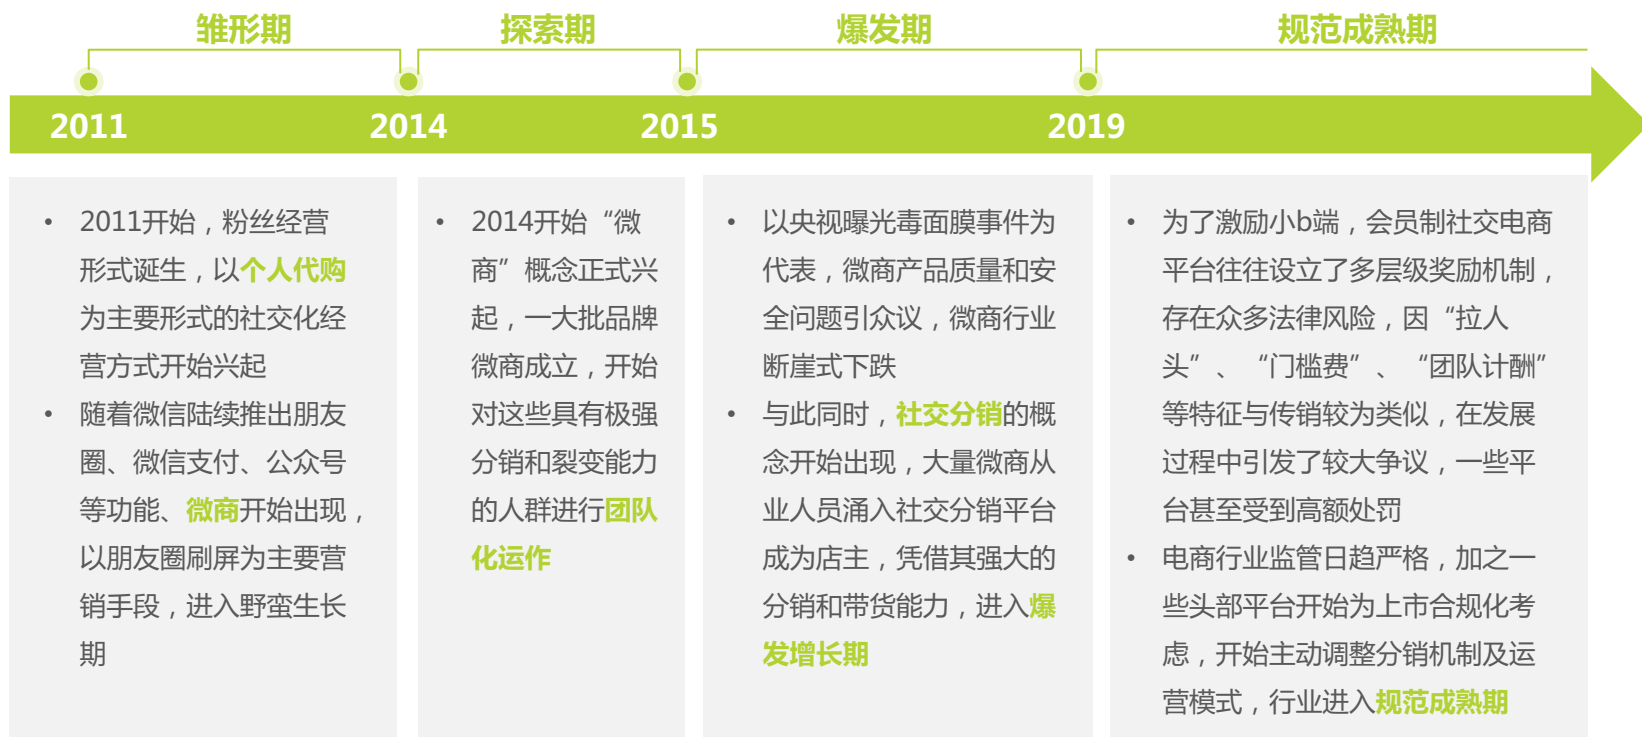 雏形期
探索期
爆发期
规范成熟期
2011
2014
2015
2019
• 2011开始，粉丝经营
形式诞生，以个人代购
为主要形式的社交化经
营方式开始兴起
• 随着微信陆续推出朋友
圈、微信支付、公众号
等功能、微商开始出现，
以朋友圈刷屏为主要营
销手段，进入野蛮生长
期
• 2014开始“微
商”概念正式兴
起，一大批品牌
微商成立，开始
对这些具有极强
分销和裂变能力
的人群进行团队
化运作
• 以央视曝光毒面膜事件为
代表，微商产品质量和安
全问题引众议，微商行业
断崖式下跌
• 与此同时，社交分销的概
念开始出现，大量微商从
业人员涌入社交分销平台
成为店主，凭借其强大的
分销和带货能力，进入爆
发增长期
• 为了激励小b端，会员制社交电商
平台往往设立了多层级奖励机制，
存在众多法律风险，因“拉人
头”、“门槛费”、“团队计酬”
等特征与传销较为类似，在发展
过程中引发了较大争议，一些平
台甚至受到高额处罚
• 电商行业监管日趋严格，加之一
些头部平台开始为上市合规化考
虑，开始主动调整分销机制及运
营模式，行业进入规范成熟期